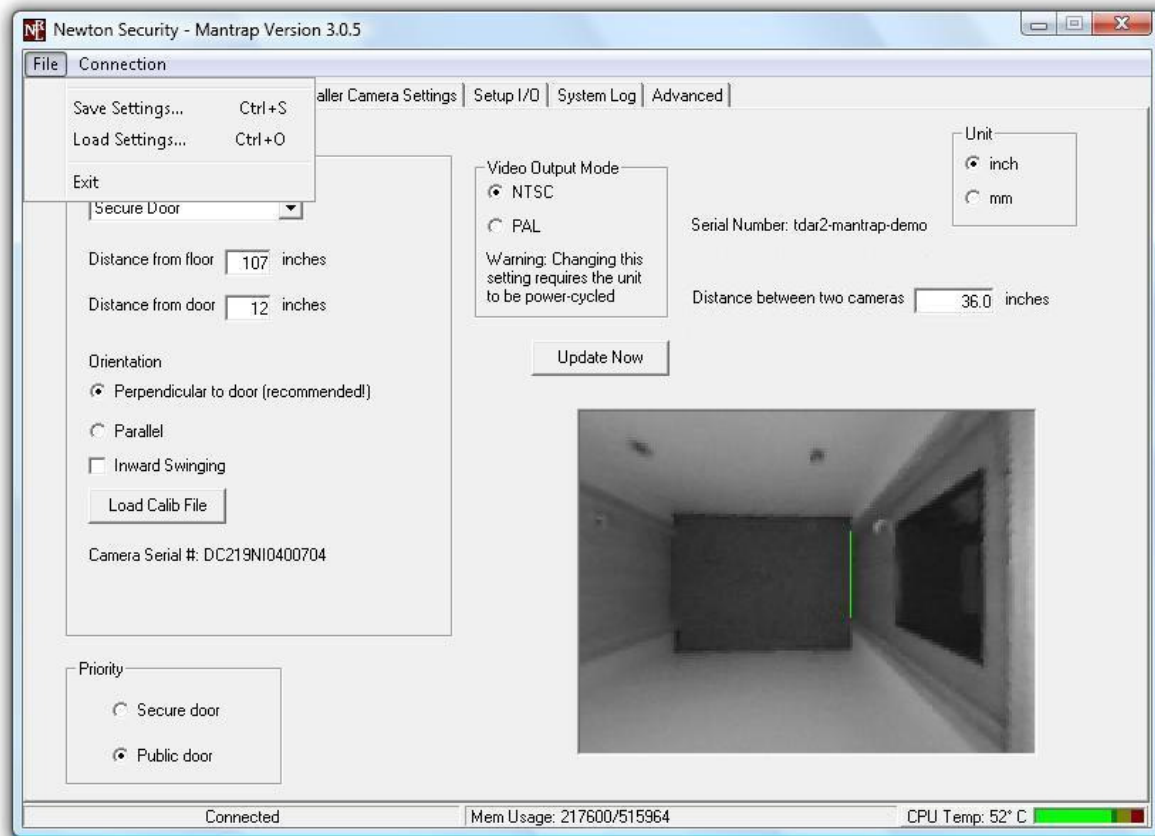 Newton Security - Mantrap Version 3.0.5
File Connection
Save Settings... Ctrl+S
Load Settings... Ctrl+O
Exit
aller Camera Settings Setup I/O System Log Advanced
Unit
inch
mm
Video Output Mode
NTSC
PAL
Warning: Changing this
setting requires the unit
to be power-cycled
Serial Number: tdar2-mantrap-demo
Secure Door
Distance from floor 107 inches
Distance from door 12 inches
Distance between two cameras 36.0 inches
Update Now
Orientation
Perpendicular to door (recommended!)
Parallel
Inward Swinging
Load Calib File
Camera Serial #: DC219NI0400704
Priority
Secure door
Public door
Connected Mem Usage: 217600/515964 CPU Temp: 52° C